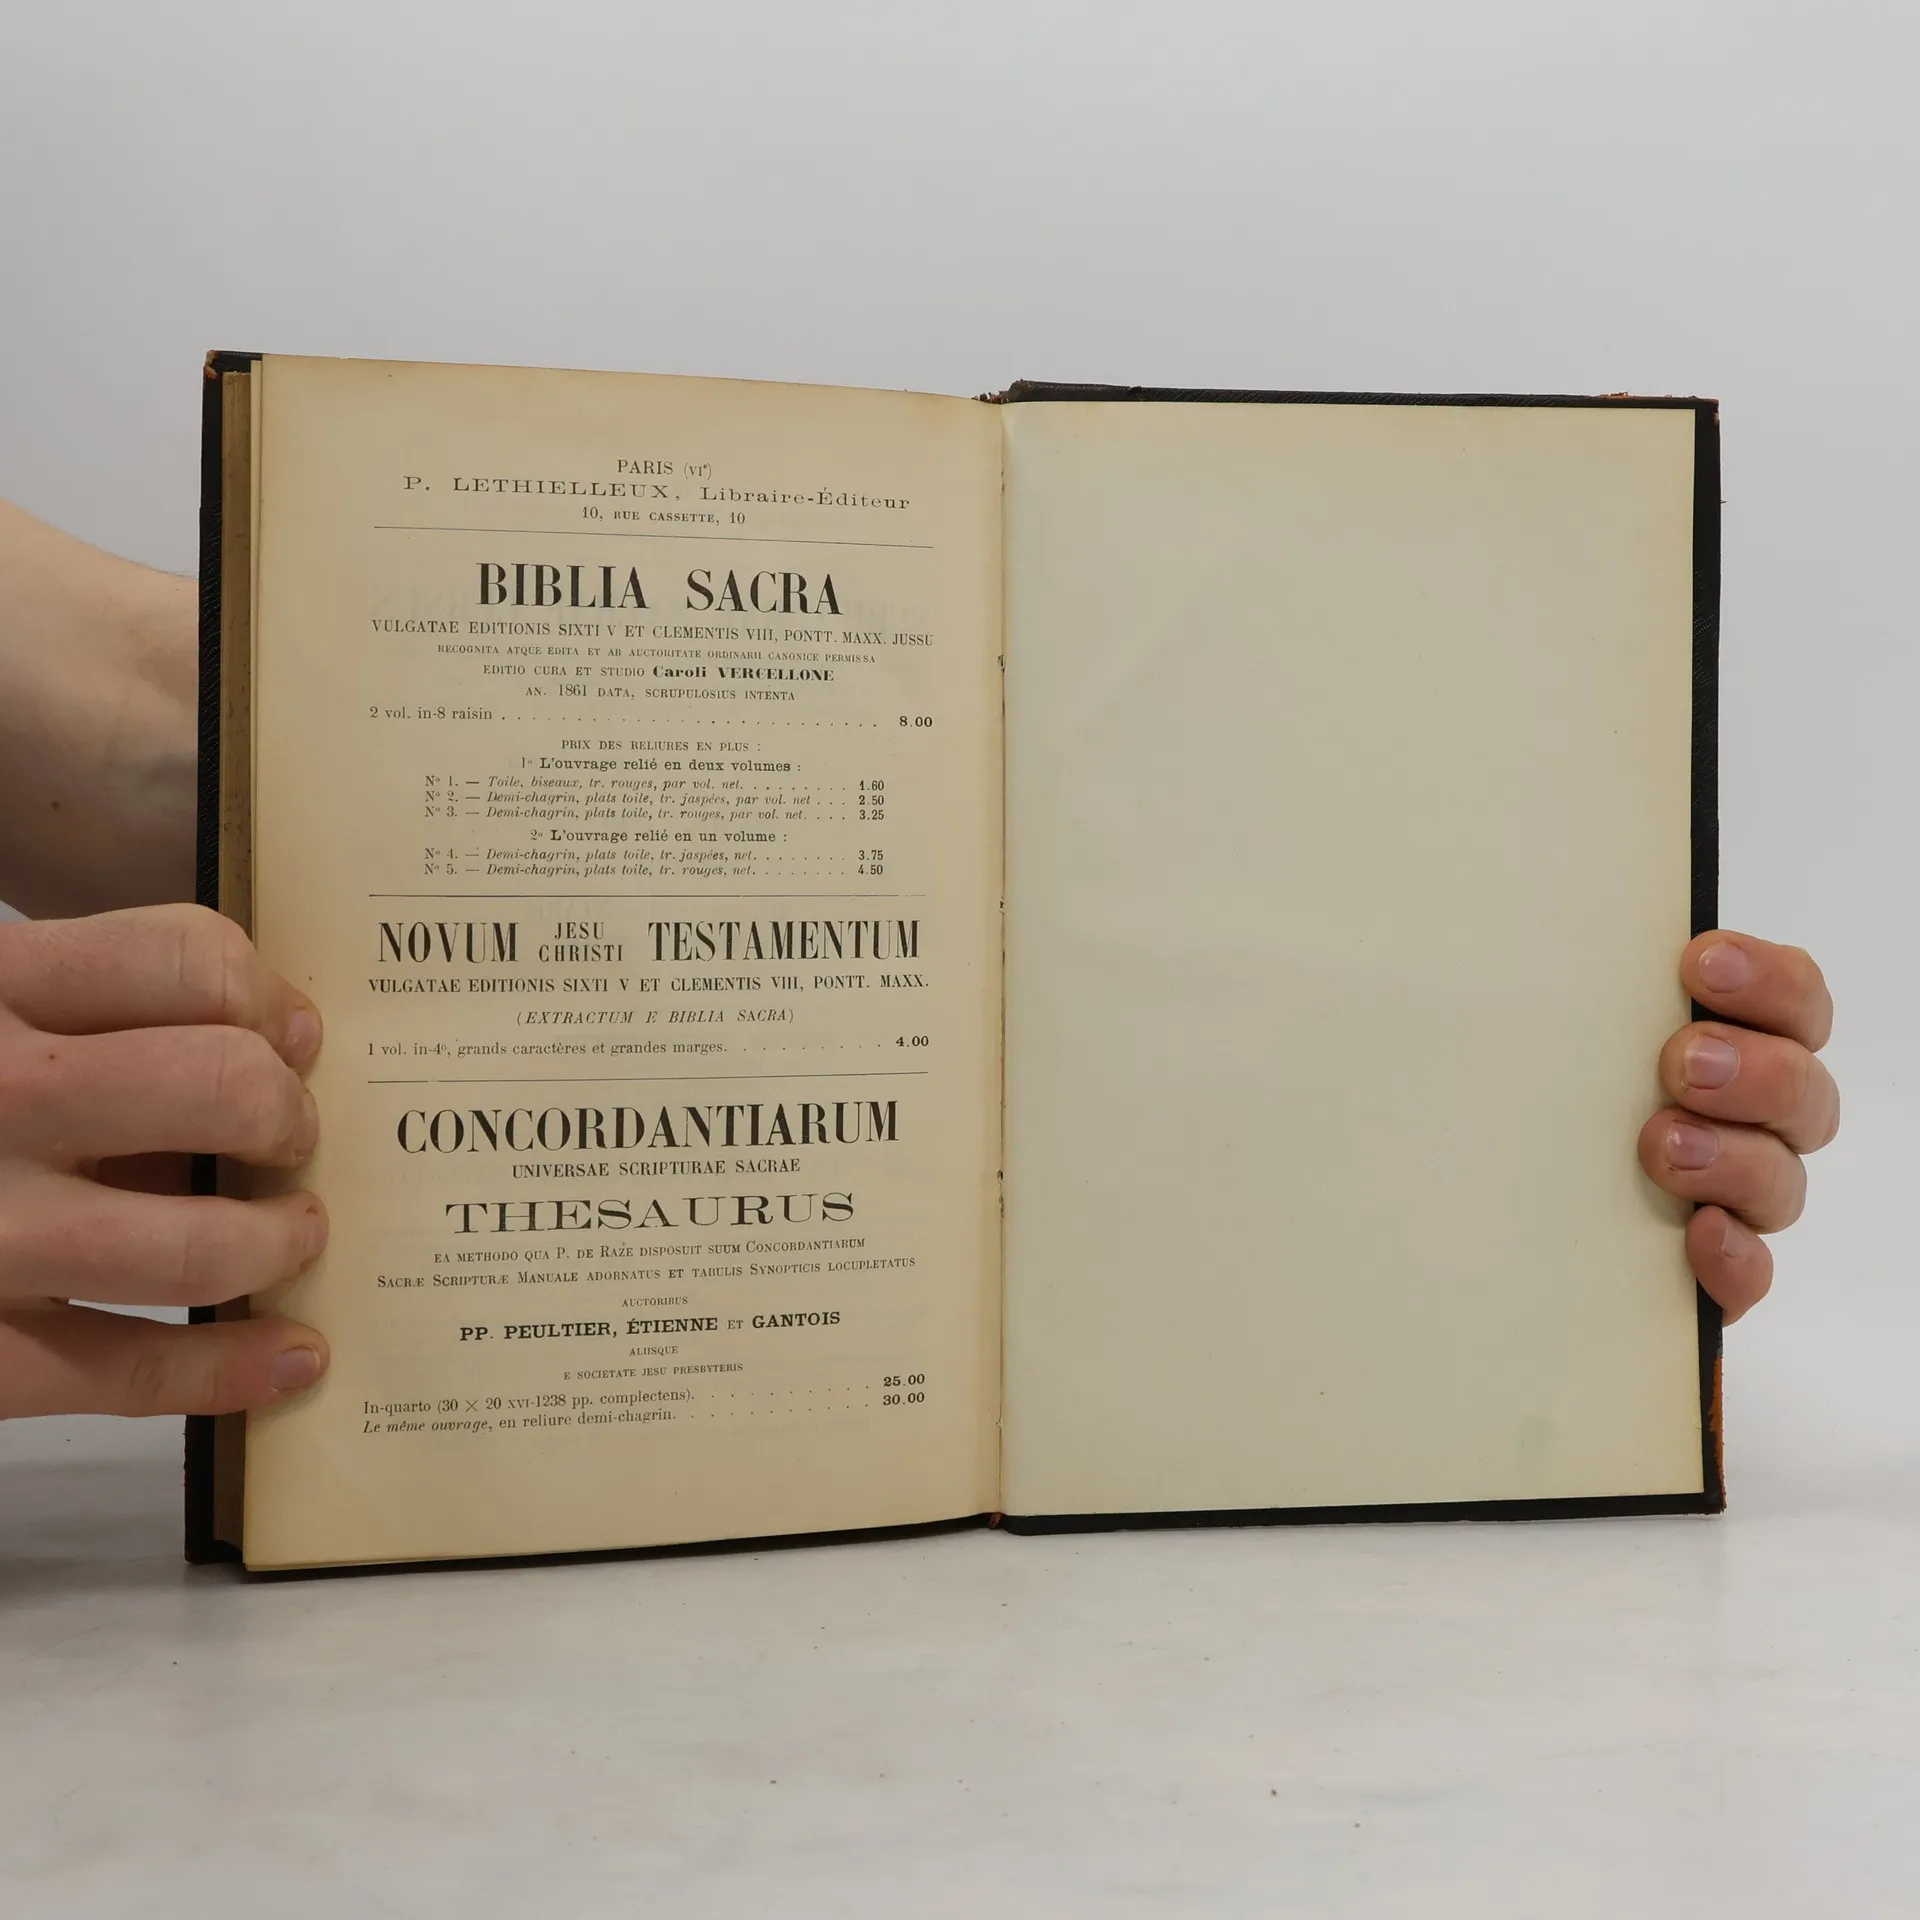 PARIS (VIe)
P. LETHIELLEUX, Libraire-Éditeur
10, RUE CASSETTE, 10
BIBLIA SACRA
VULGATAE EDITIONIS SIXTI V ET CLEMENTIS VIII, PONTT. MAXX. JUSSU
RECOGNITA ATQUE EDITA ET AB AUCTORITATE ORDINARII CANONICE PERMISSA
EDITIO CURA ET STUDIO Caroli VERCELLONE
AN. 1861 DATA, SCRUPULOSIUS INTENTA
2 vol. in-8 raisin . . . . . . . . . . . . . . . . . . . . . . . . 8.00
PRIX DES RELIURES EN PLUS :
1o L'ouvrage relié en deux volumes :
No 1. — Toile, biseaux, tr. rouges, par vol. net. . . . . . . . . 1.60
No 2. — Demi-chagrin, plats toile, tr. jaspées, par vol. net . . . 2.50
No 3. — Demi-chagrin, plats toile, tr. rouges, par vol. net. . . . 3.25
2o L'ouvrage relié en un volume :
No 4. — Demi-chagrin, plats toile, tr. jaspées, net. . . . . . . . 3.75
No 5. — Demi-chagrin, plats toile, tr. rouges, net. . . . . . . . 4.50
NOVUM JESU CHRISTI TESTAMENTUM
VULGATAE EDITIONIS SIXTI V ET CLEMENTIS VIII, PONTT. MAXX.
(EXTRACTUM E BIBLIA SACRA)
1 vol. in-4o, grands caractères et grandes marges. . . . . . . . . 4.00
CONCORDANTIARUM
UNIVERSAE SCRIPTURAE SACRAE
THESAURUS
EA METHODO QUA P. DE RAZE DISPOSUIT SUUM CONCORDANTIARUM
SACRÆ SCRIPTURÆ MANUALE ADORNATUS ET TABULIS SYNOPTICIS LOCUPLETATUS
AUCTORIBUS
PP. PEULTIER, ÉTIENNE ET GANTOIS
ALIISQUE
E SOCIETATE JESU PRESBYTERIS
In-quarto (30 × 20 XVI-1238 pp. complectens). . . . . . . . . . 25.00
Le même ouvrage, en reliure demi-chagrin. . . . . . . . . . . 30.00